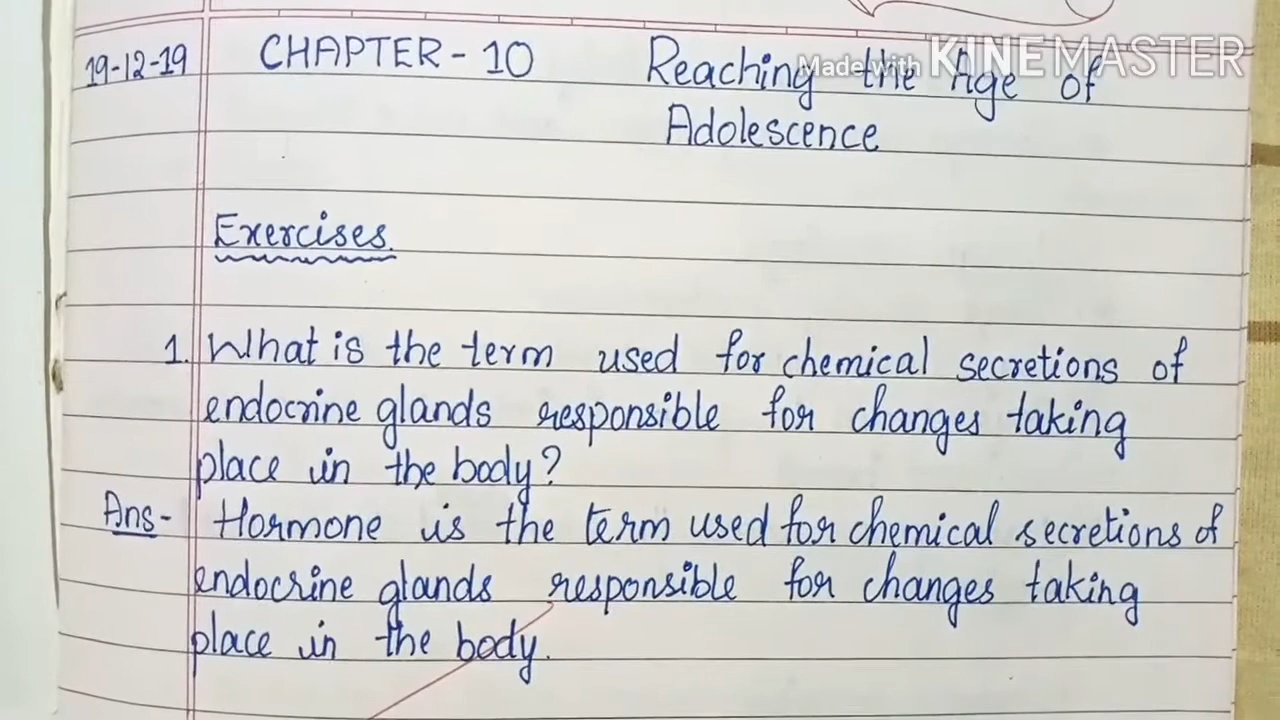 19-12-19 CHAPTER - 10 Reaching the Age of
Adolescence
Made with KINEMASTER
Exercises.
1. What is the term used for chemical secretions of
endocrine glands responsible for changes taking
place in the body?
Ans- Hormone is the term used for chemical secretions of
endocrine glands responsible for changes taking
place in the body.